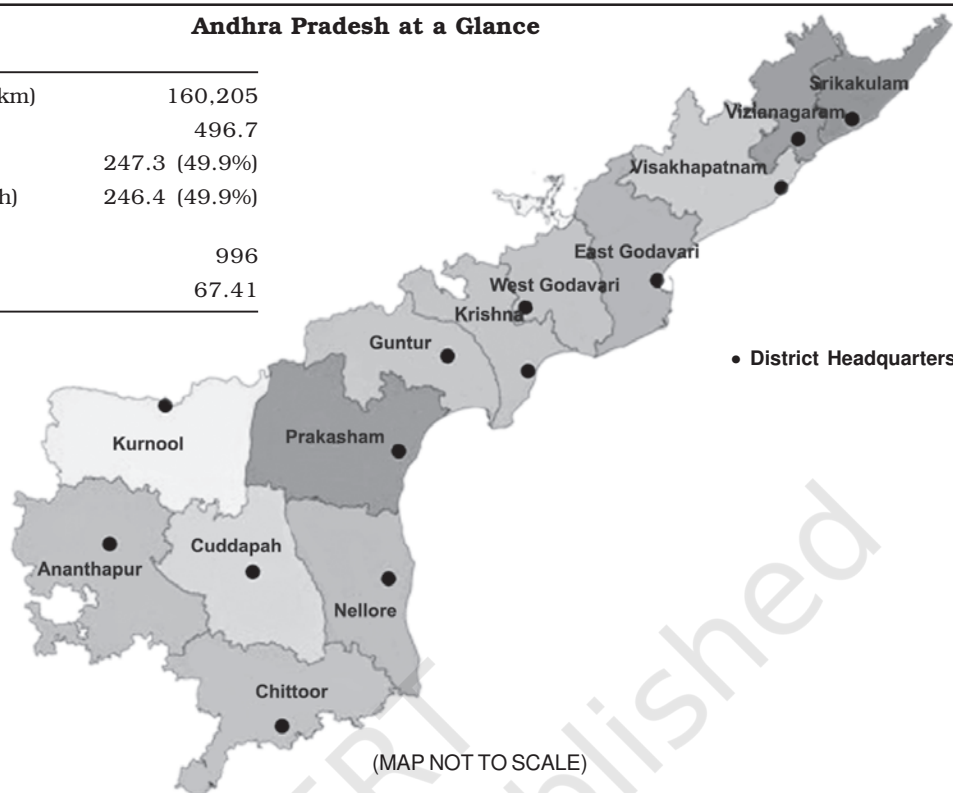 Andhra Pradesh at a Glance
km) 160,205
496.7
247.3 (49.9%)
h) 246.4 (49.9%)
996
67.41
Srikakulam
Vizianagaram
Visakhapatnam
East Godavari
West Godavari
Krishna
Guntur
• District Headquarters
Prakasham
Kurnool
Cuddapah
Ananthapur
Nellore
Chittoor
(MAP NOT TO SCALE)